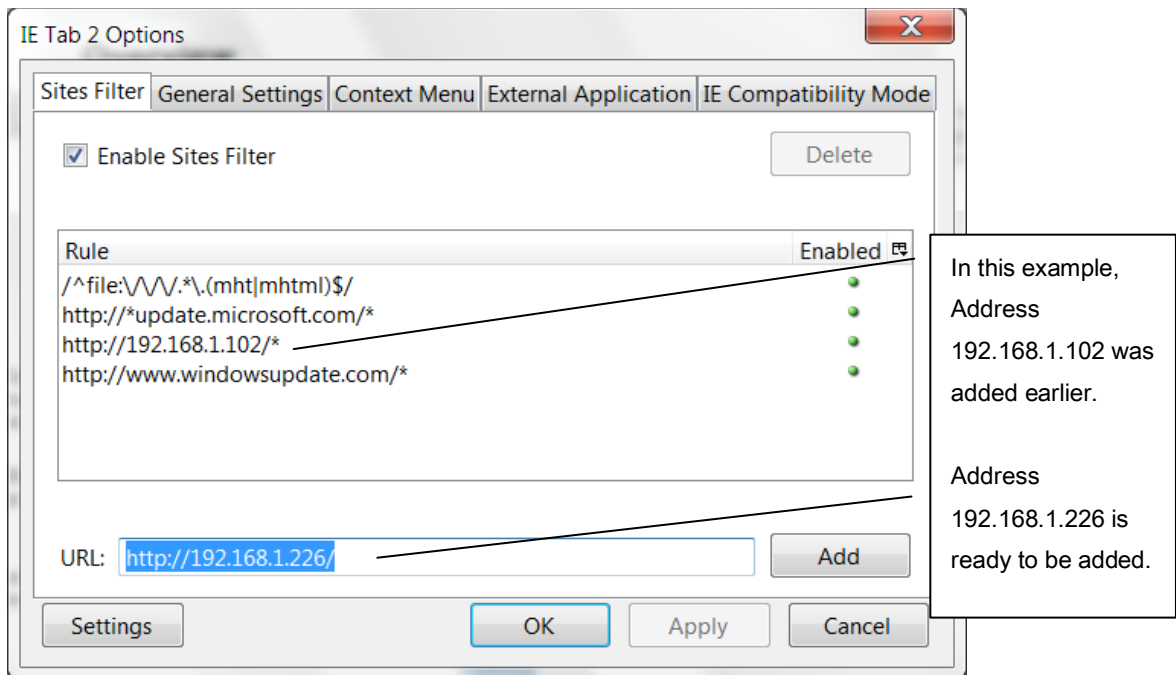 IE Tab 2 Options
Sites Filter General Settings Context Menu External Application IE Compatibility Mode
Enable Sites Filter
Delete
Rule Enabled
/^file:\/\/\/.*\.(mht|mhtml)$/
http://*update.microsoft.com/*
http://192.168.1.102/*
http://www.windowsupdate.com/*
URL: http://192.168.1.226/
Add
Settings OK Apply Cancel
In this example,
Address
192.168.1.102 was
added earlier.
Address
192.168.1.226 is
ready to be added.